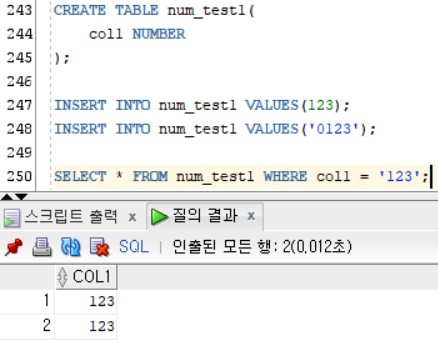 243 CREATE TABLE num_test1(
244 col1 NUMBER
245 );
246
247 INSERT INTO num_test1 VALUES(123);
248 INSERT INTO num_test1 VALUES('0123');
249
250 SELECT * FROM num_test1 WHERE col1 = '123';
스크립트 출력 x 질의 결과 x
SQL | 인출된 모든 행: 2(0,012초)
COL1
1 123
2 123